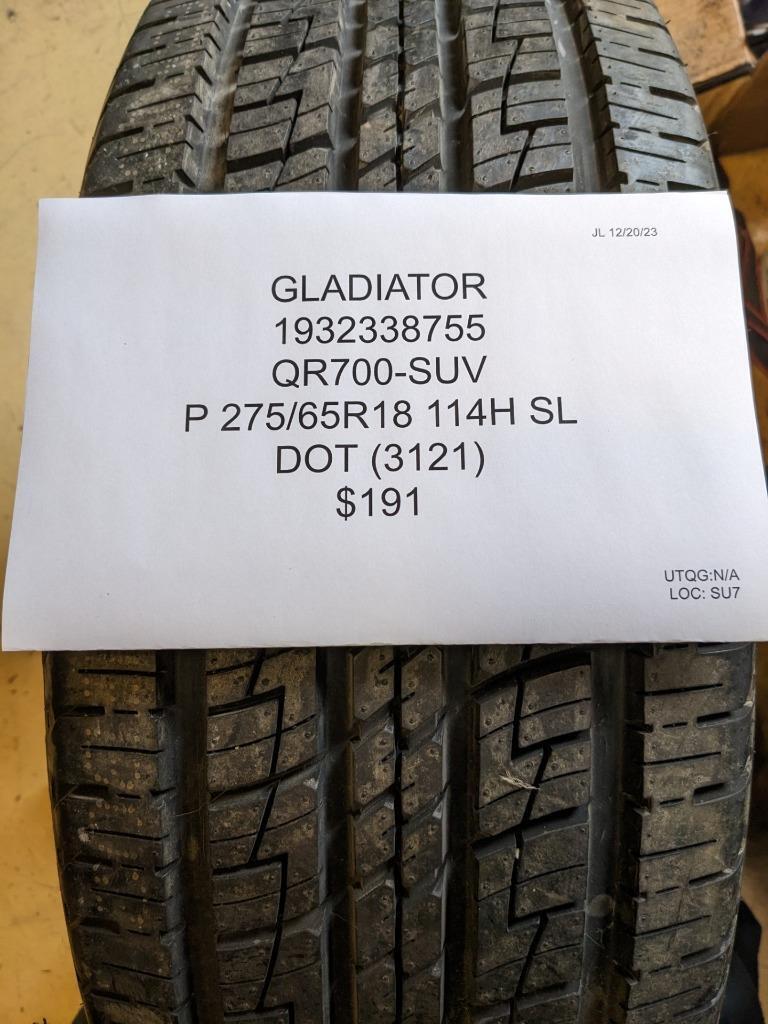 JL 12/20/23
GLADIATOR
1932338755
QR700-SUV
P 275/65R18 114H SL
DOT (3121)
$191
UTQG:N/A
LOC: SU7